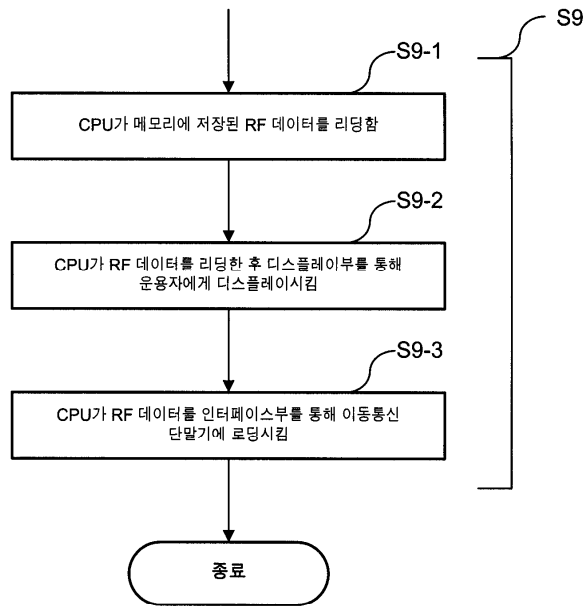 S9
S9-1
CPU가 메모리에 저장된 RF 데이터를 리딩함
S9-2
CPU가 RF 데이터를 리딩한 후 디스플레이부를 통해
운용자에게 디스플레이시킴
S9-3
CPU가 RF 데이터를 인터페이스부를 통해 이동통신
단말기에 로딩시킴
종료